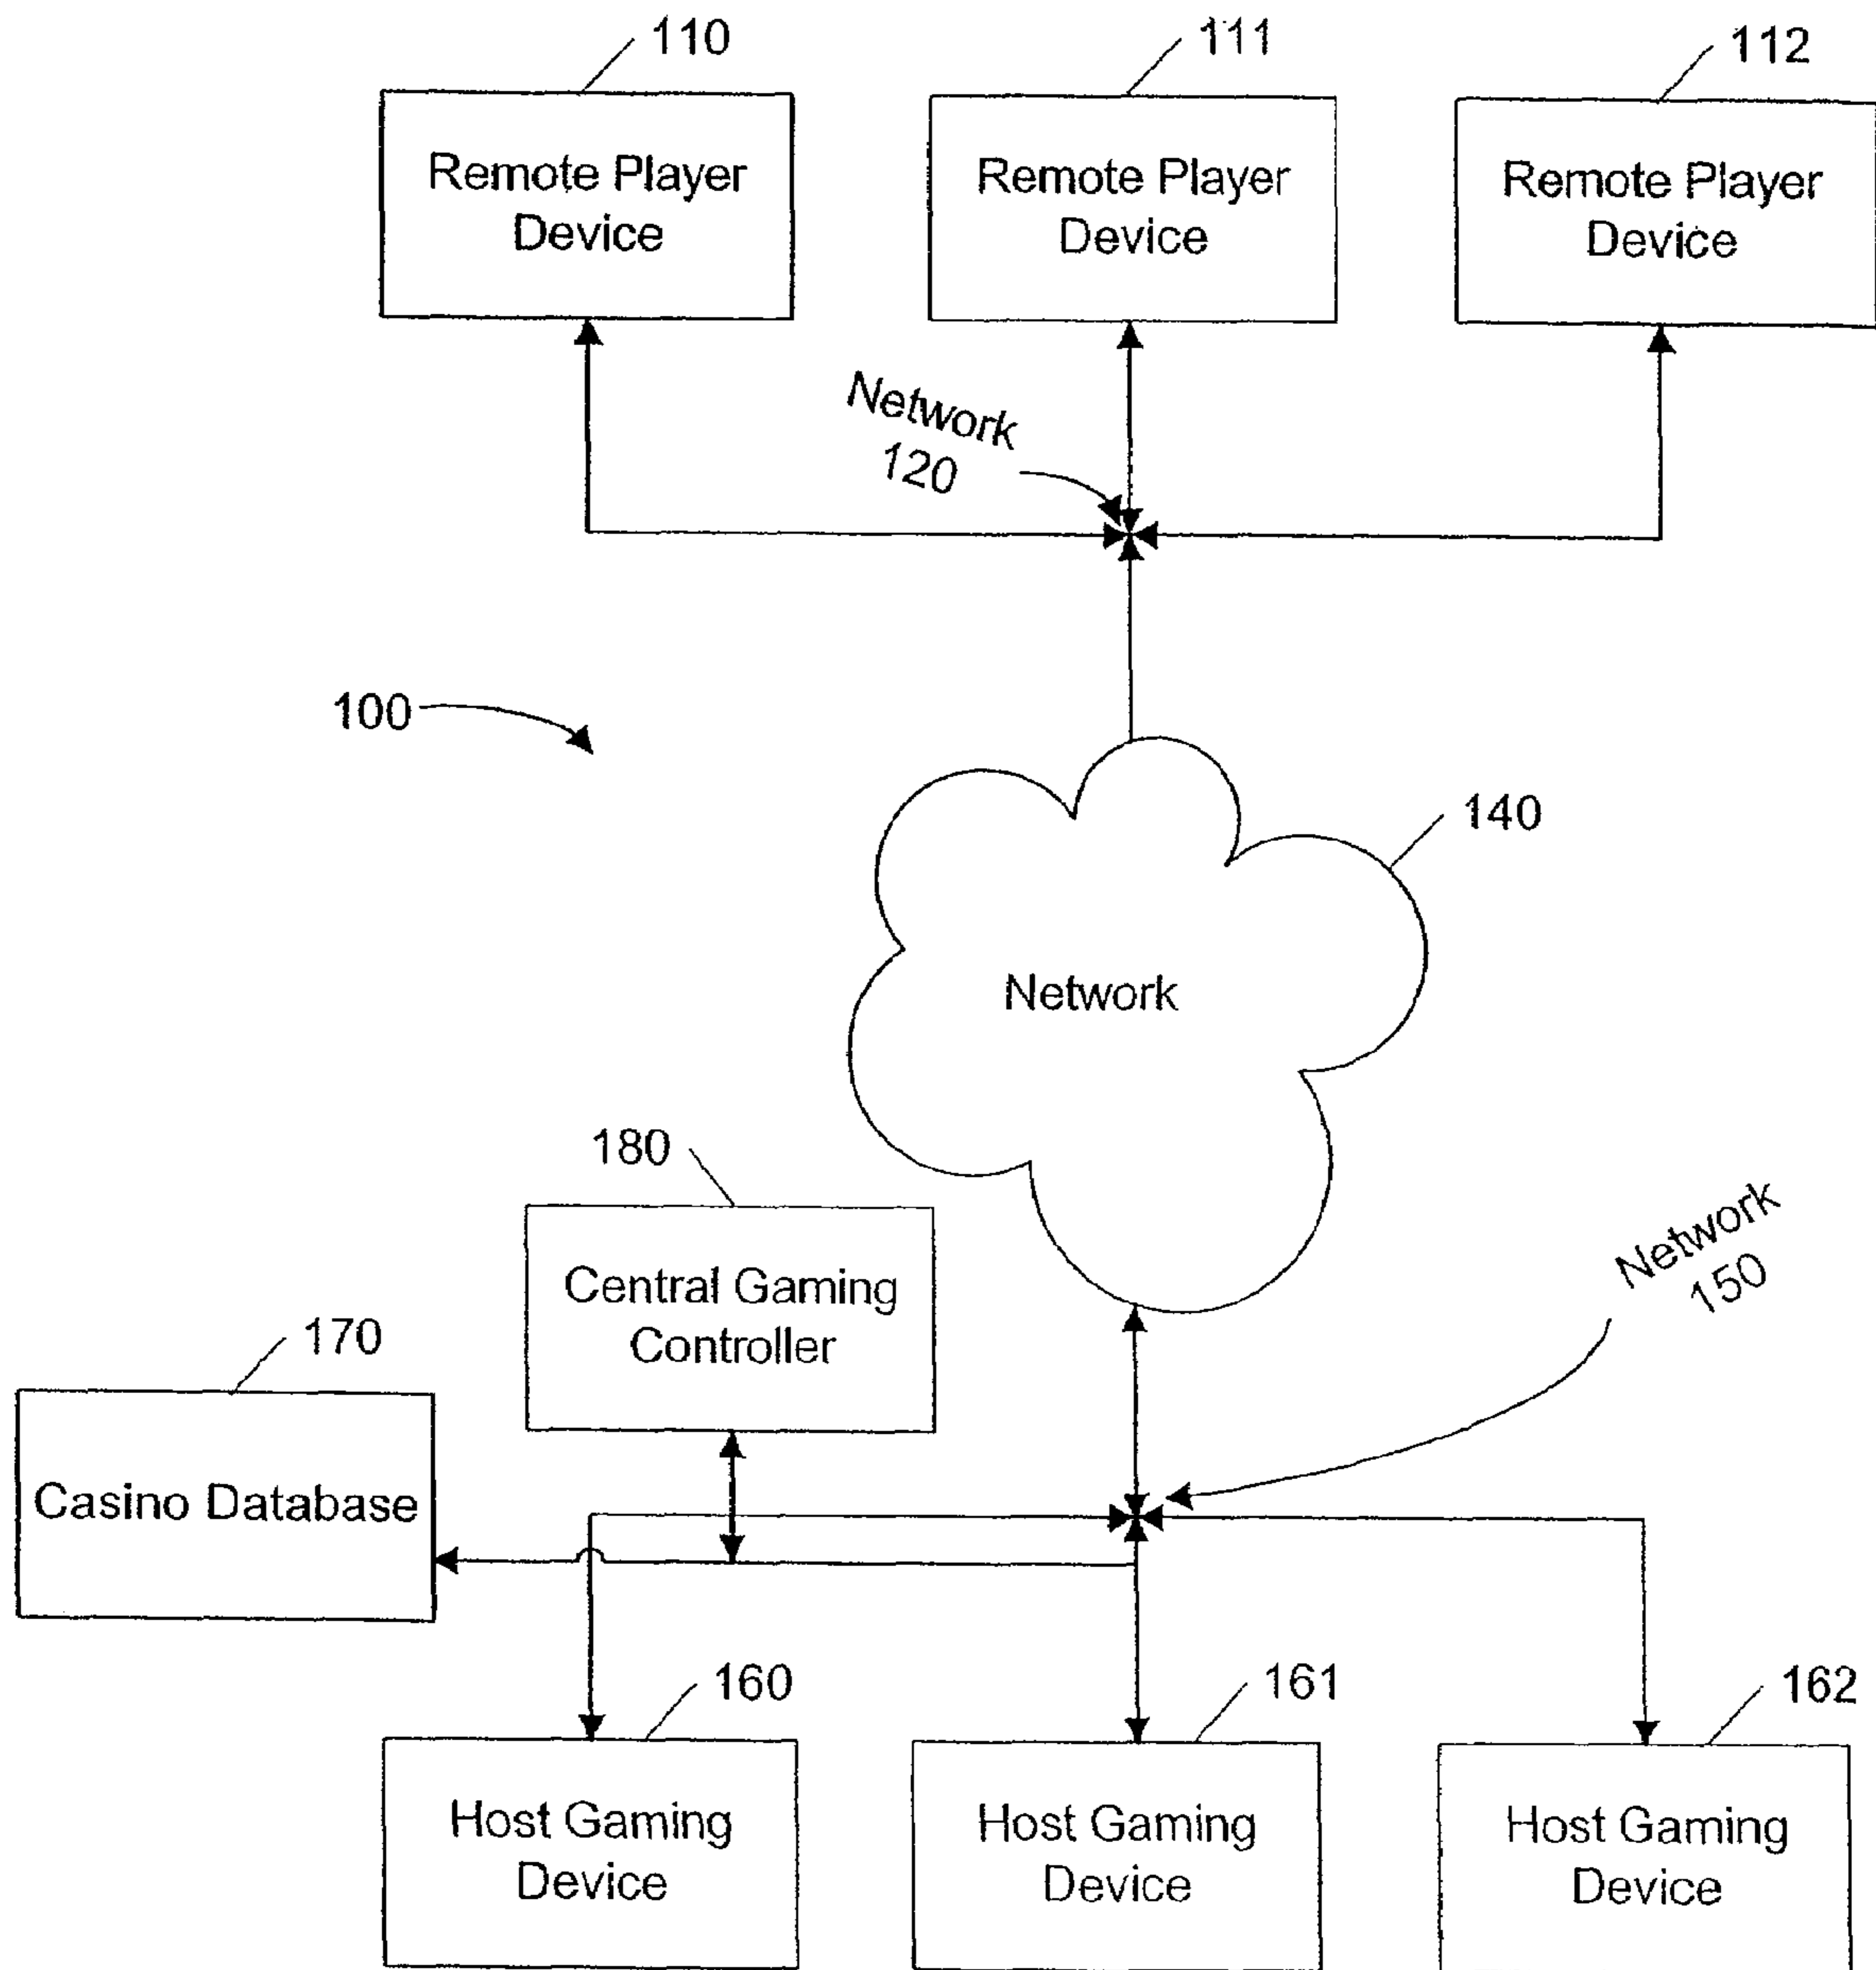 110
111
112
Remote Player
Device
Remote Player
Device
Remote Player
Device
Network
120
100
140
Network
180
Central Gaming
Controller
Network
150
170
Casino Database
160
161
162
Host Gaming
Device
Host Gaming
Device
Host Gaming
Device